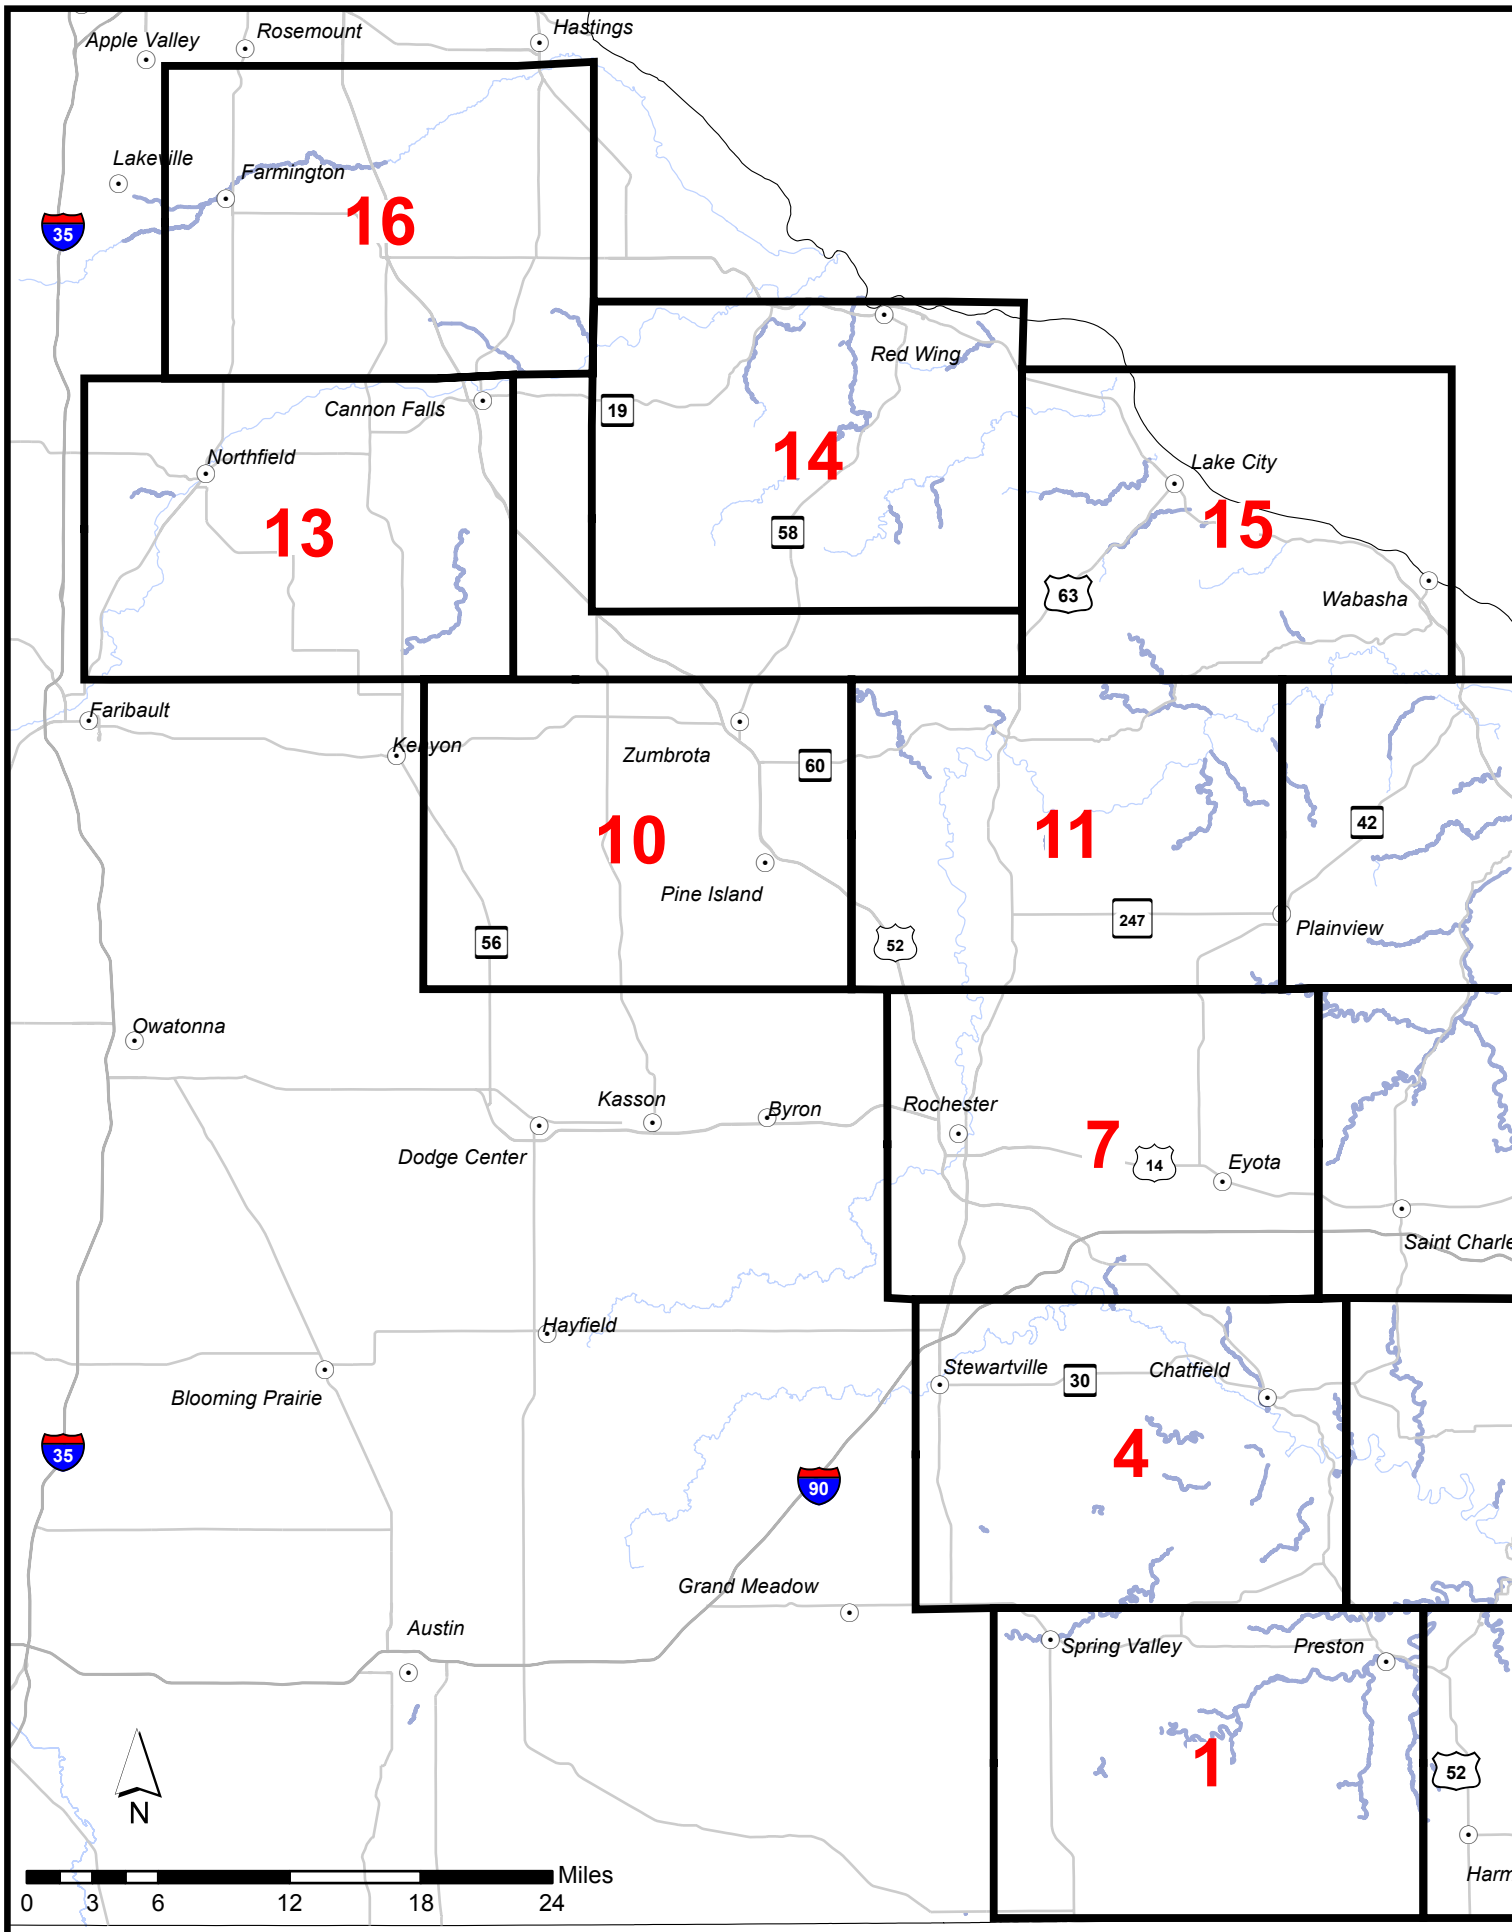 Apple Valley
Rosemount
Hastings
Lakeville
Farmington
16
35
Red Wing
Cannon Falls
19
14
Northfield
Lake City
13
58
15
63
Wabasha
Faribault
Kenyon
Zumbrota
60
10
11
42
Pine Island
247
Plainview
56
52
Owatonna
Kasson
Byron
Rochester
Dodge Center
7
14
Eyota
Saint Charle
Hayfield
Stewartville
30
Chatfield
Blooming Prairie
35
4
90
Grand Meadow
Austin
Spring Valley
Preston
1
52
N
Harm
Miles
0 3 6 12 18 24